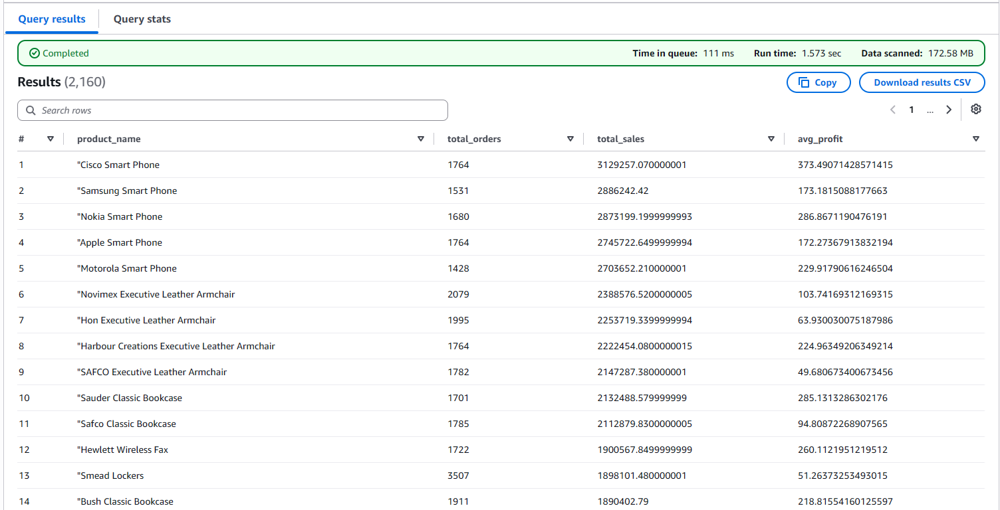 Query results Query stats
Completed Time in queue: 111 ms Run time: 1.573 sec Data scanned: 172.58 MB
Results (2,160) Copy Download results CSV
Search rows 1 ...
# product_name total_orders total_sales avg_profit
1 "Cisco Smart Phone 1764 3129257.070000001 373.49071428571415
2 "Samsung Smart Phone 1531 2886242.42 173.1815088177663
3 "Nokia Smart Phone 1680 2873199.1999999993 286.8671190476191
4 "Apple Smart Phone 1764 2745722.6499999994 172.27367913832194
5 "Motorola Smart Phone 1428 2703652.210000001 229.91790616246504
6 "Novimex Executive Leather Armchair 2079 2388576.5200000005 103.74169312169315
7 "Hon Executive Leather Armchair 1995 2253719.3399999994 63.930030075187986
8 "Harbour Creations Executive Leather Armchair 1764 2222454.0800000015 224.96349206349214
9 "SAFCO Executive Leather Armchair 1782 2147287.380000001 49.680673400673456
10 "Sauder Classic Bookcase 1701 2132488.579999999 285.1313286302176
11 "Safco Classic Bookcase 1785 2112879.8300000005 94.80872268907565
12 "Hewlett Wireless Fax 1722 1900567.8499999999 260.1121951219512
13 "Smead Lockers 3507 1898101.480000001 51.26373253493015
14 "Bush Classic Bookcase 1911 1890402.79 218.81554160125597